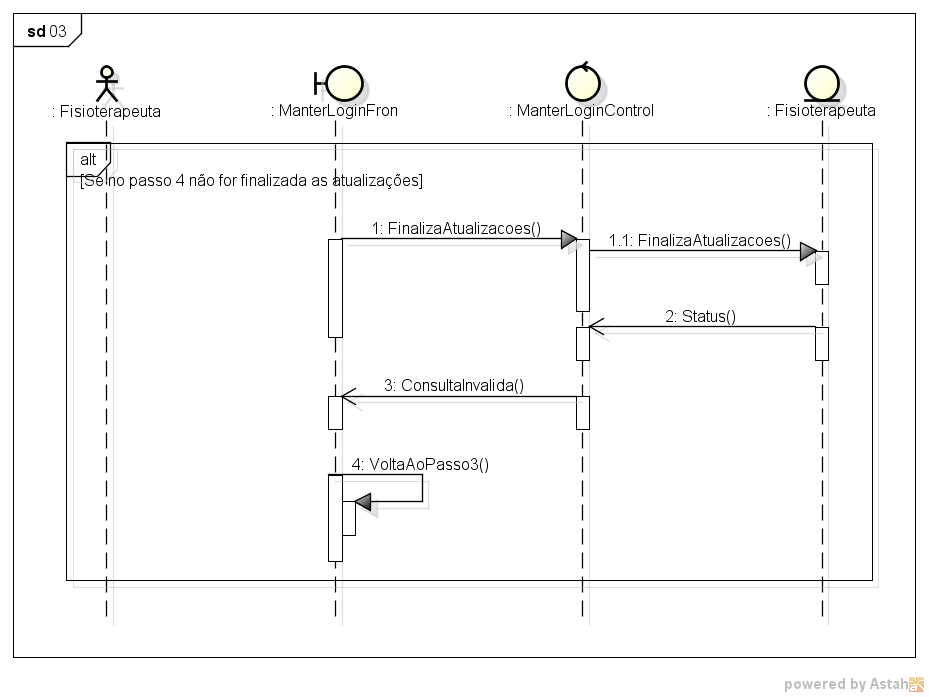 sd 03
: Fisioterapeuta
: ManterLoginFron
: ManterLoginControl
: Fisioterapeuta
alt
[Se no passo 4 não for finalizada as atualizações]
1: FinalizaAtualizacoes()
1.1: FinalizaAtualizacoes()
2: Status()
3: ConsultaInvalida()
4: VoltaAoPasso3()
powered by Astah